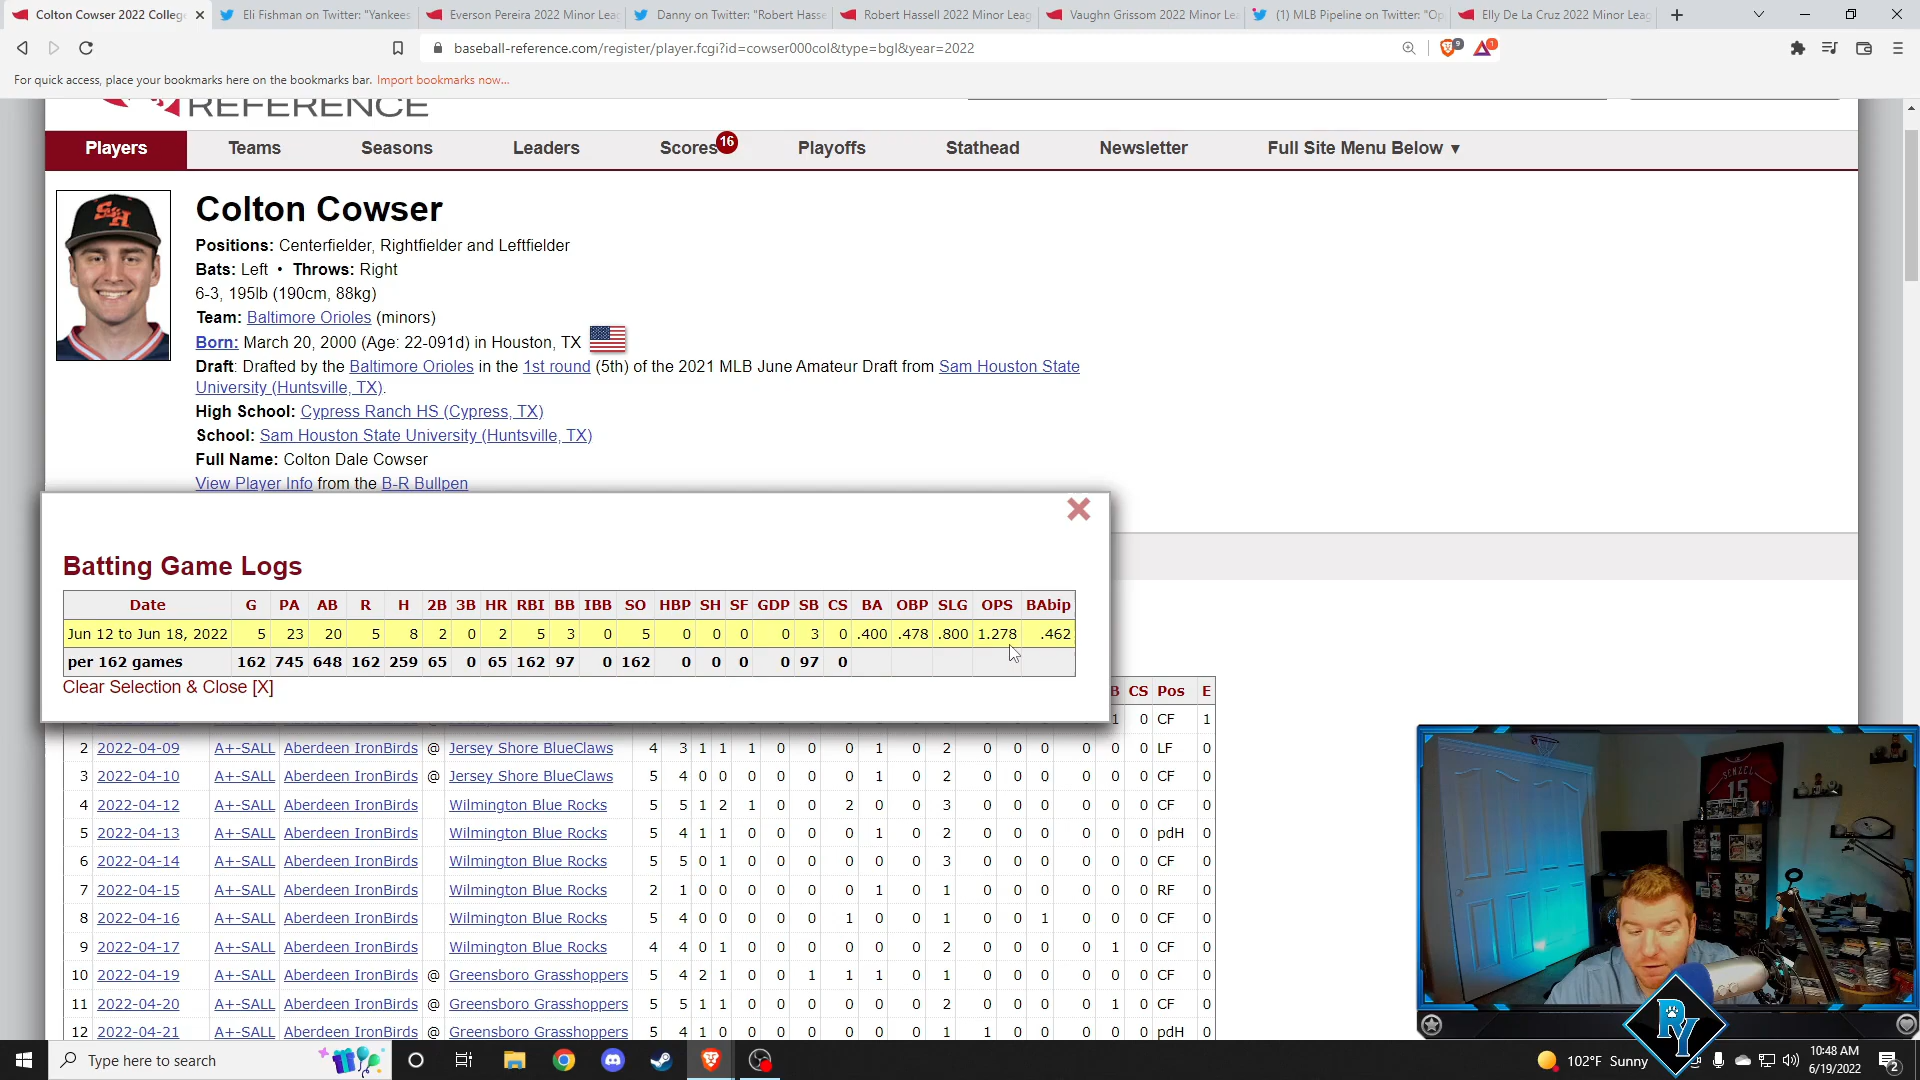 Colton Cowser 2022 College
Eli Fishman on Twitter: "Yankees
Everson Pereira 2022 Minor Leag
Danny on Twitter: "Robert Hasse
Robert Hassell 2022 Minor Leag
Vaughn Grissom 2022 Minor Le
(1) MLB Pipeline on Twitter: "Op
Elly De La Cruz 2022 Minor Leag
baseball-reference.com/register/player.fcgi?id=cowser000col&type=bgl&year=2022
9
1
For quick access, place your bookmarks here on the bookmarks bar. Import bookmarks now...
REFERENCE
Players Teams Seasons Leaders Scores 16 Playoffs Stathead Newsletter Full Site Menu Below ▼
Colton Cowser
Positions: Centerfielder, Rightfielder and Leftfielder
Bats: Left • Throws: Right
6-3, 195lb (190cm, 88kg)
Team: Baltimore Orioles (minors)
Born: March 20, 2000 (Age: 22-091d) in Houston, TX
Draft: Drafted by the Baltimore Orioles in the 1st round (5th) of the 2021 MLB June Amateur Draft from Sam Houston State
University (Huntsville, TX).
High School: Cypress Ranch HS (Cypress, TX)
School: Sam Houston State University (Huntsville, TX)
Full Name: Colton Dale Cowser
View Player Info from the B-R Bullpen
Batting Game Logs
Date G PA AB R H 2B 3B HR RBI BB IBB SO HBP SH SF GDP SB CS BA OBP SLG OPS BAbip
Jun 12 to Jun 18, 2022 5 23 20 5 8 2 0 2 5 3 0 5 0 0 0 0 3 0 .400 .478 .800 1.278 .462
per 162 games 162 745 648 162 259 65 0 65 162 97 0 162 0 0 0 0 97 0
Clear Selection & Close [X]
B CS Pos E
1 0 CF 1
2 2022-04-09 A+-SALL Aberdeen IronBirds @ Jersey Shore BlueClaws 4 3 1 1 1 0 0 0 1 0 2 0 0 0 0 0 0 LF 0
3 2022-04-10 A+-SALL Aberdeen IronBirds @ Jersey Shore BlueClaws 5 4 0 0 0 0 0 0 1 0 2 0 0 0 0 0 0 CF 0
4 2022-04-12 A+-SALL Aberdeen IronBirds Wilmington Blue Rocks 5 5 1 2 1 0 0 2 0 0 3 0 0 0 0 0 0 CF 0
5 2022-04-13 A+-SALL Aberdeen IronBirds Wilmington Blue Rocks 5 4 1 1 0 0 0 0 1 0 2 0 0 0 0 0 0 pdH 0
6 2022-04-14 A+-SALL Aberdeen IronBirds Wilmington Blue Rocks 5 5 0 1 0 0 0 0 0 0 3 0 0 0 0 0 0 CF 0
7 2022-04-15 A+-SALL Aberdeen IronBirds Wilmington Blue Rocks 2 1 0 0 0 0 0 0 1 0 1 0 0 0 0 0 0 RF 0
8 2022-04-16 A+-SALL Aberdeen IronBirds Wilmington Blue Rocks 5 4 0 0 0 0 0 1 0 0 1 0 0 1 0 0 0 CF 0
9 2022-04-17 A+-SALL Aberdeen IronBirds Wilmington Blue Rocks 4 4 0 1 0 0 0 0 0 0 2 0 0 0 0 1 0 CF 0
10 2022-04-19 A+-SALL Aberdeen IronBirds @ Greensboro Grasshoppers 5 4 2 1 0 0 1 1 1 0 1 0 0 0 0 0 0 CF 0
11 2022-04-20 A+-SALL Aberdeen IronBirds @ Greensboro Grasshoppers 5 5 1 1 0 0 0 0 0 0 2 0 0 0 0 1 0 CF 0
12 2022-04-21 A+-SALL Aberdeen IronBirds @ Greensboro Grasshoppers 5 4 1 0 0 0 0 0 0 0 1 1 0 0 0 0 0 pdH 0
SENZEL
15
RY
Type here to search
102°F Sunny
10:48 AM
6/19/2022
2